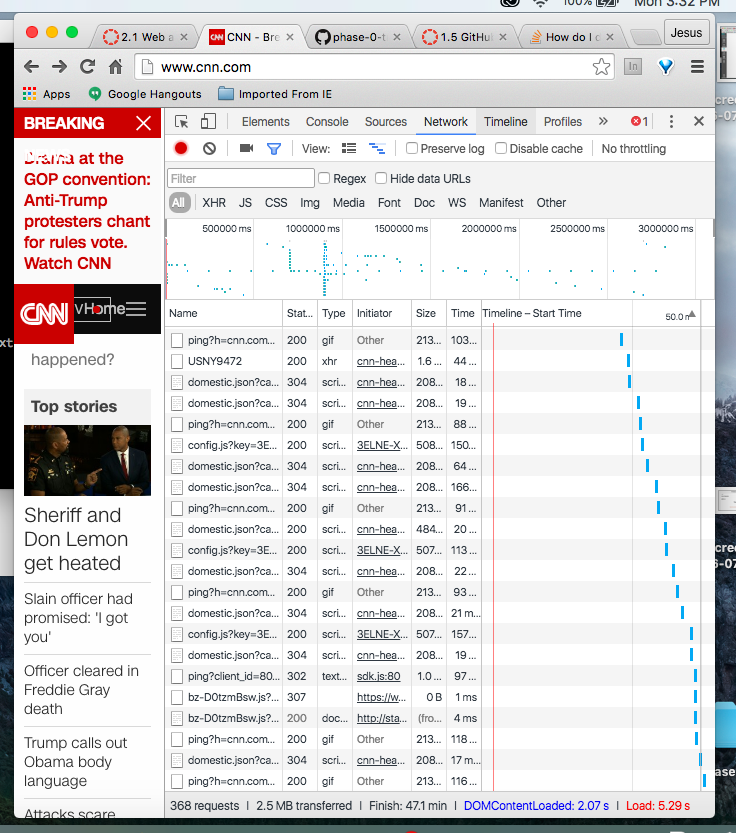 100%
Mon 3:32 PM
2.1 Web a
CNN - Bre
phase-0-t
1.5 GitHu
How do I d
Jesus
www.cnn.com
In
Apps
Google Hangouts
Imported From IE
BREAKING
NEWS
Drama at the
GOP convention:
Anti-Trump
protesters chant
for rules vote.
Watch CNN
CNN
Home
happened?
Top stories
Sheriff and
Don Lemon
get heated
Slain officer had
promised: 'I got
you'
Officer cleared in
Freddie Gray
death
Trump calls out
Obama body
language
Attacks scare
Elements Console Sources Network Timeline Profiles » 1
View: Preserve log Disable cache No throttling
Filter Regex Hide data URLs
All XHR JS CSS Img Media Font Doc WS Manifest Other
500000 ms 1000000 ms 1500000 ms 2000000 ms 2500000 ms 3000000 ms
Name Stat... Type Initiator Size Time Timeline – Start Time 50.0
ping?h=cnn.com... 200 gif Other 213... 103...
USNY9472 200 xhr cnn-hea... 1.6 ... 44 ...
domestic.json?ca... 304 scri... cnn-hea... 208... 18 ...
domestic.json?ca... 304 scri... cnn-hea... 208... 19 ...
ping?h=cnn.com... 200 gif Other 213... 88 ...
config.js?key=3E... 200 scri... 3ELNE-X... 508... 150...
domestic.json?ca... 304 scri... cnn-hea... 208... 64 ...
domestic.json?ca... 304 scri... cnn-hea... 208... 166...
ping?h=cnn.com... 200 gif Other 213... 91 ...
domestic.json?ca... 200 scri... cnn-hea... 484... 20 ...
config.js?key=3E... 200 scri... 3ELNE-X... 507... 113 ...
domestic.json?ca... 304 scri... cnn-hea... 208... 22 ...
ping?h=cnn.com... 200 gif Other 213... 93 ...
domestic.json?ca... 304 scri... cnn-hea... 208... 21 m...
config.js?key=3E... 200 scri... 3ELNE-X... 507... 157...
domestic.json?ca... 304 scri... cnn-hea... 208... 19 ...
ping?client_id=80... 302 text... sdk.js:80 1.0 ... 97 ...
bz-D0tzmBsw.js?... 307 https://w... 0 B 1 ms
bz-D0tzmBsw.js?... 200 doc... http://sta... (fro... 4 ms
ping?h=cnn.com... 200 gif Other 213... 118 ...
domestic.json?ca... 304 scri... cnn-hea... 208... 17 m...
ping?h=cnn.com... 200 gif Other 213... 116 ...
368 requests | 2.5 MB transferred | Finish: 47.1 min | DOMContentLoaded: 2.07 s | Load: 5.29 s